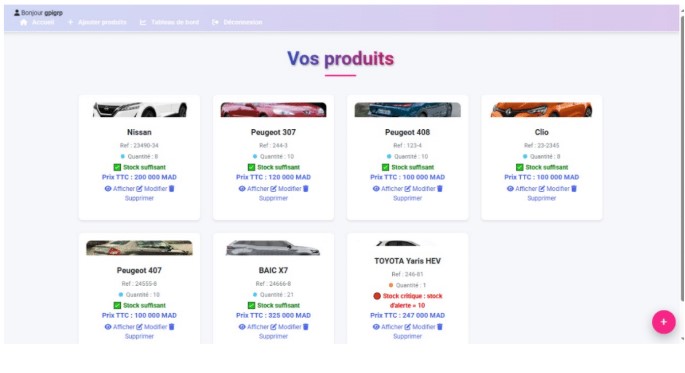 Bonjour gpigrp
Accueil + Ajouter produits Tableau de bord Déconnexion
Vos produits
Nissan
Ref : 23490-34
Quantité : 8
Stock suffisant
Prix TTC : 200 000 MAD
Afficher Modifier
Supprimer
Peugeot 307
Ref : 244-3
Quantité : 10
Stock suffisant
Prix TTC : 120 000 MAD
Afficher Modifier
Supprimer
Peugeot 408
Ref : 123-4
Quantité : 10
Stock suffisant
Prix TTC : 100 000 MAD
Afficher Modifier
Supprimer
Clio
Ref : 23-2345
Quantité : 8
Stock suffisant
Prix TTC : 100 000 MAD
Afficher Modifier
Supprimer
Peugeot 407
Ref : 24555-8
Quantité : 18
Stock suffisant
Prix TTC : 100 000 MAD
Afficher Modifier
Supprimer
BAIC X7
Ref : 24666-8
Quantité : 21
Stock suffisant
Prix TTC : 325 000 MAD
Afficher Modifier
Supprimer
TOYOTA Yaris HEV
Ref : 246-81
Quantité : 1
Stock critique : stock
d'alerte = 10
Prix TTC : 247 000 MAD
Afficher Modifier
Supprimer
+